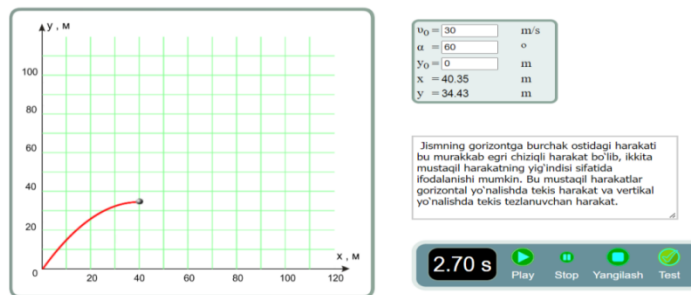 y , м
100
80
60
40
20
0
20 40 60 80 100 120
x , м
υ₀ = 30 m/s
α = 60 o
y₀ = 0 m
x = 40.35 m
y = 34.43 m
Jismning gorizontga burchak ostidagi harakati
bu murakkab egri chiziqli harakat bo`lib, ikkita
mustaqil harakatning yig'indisi sifatida
ifodalanishi mumkin. Bu mustaqil harakatlar
gorizontal yo`nalishda tekis harakat va vertikal
yo`nalishda tekis tezlanuvchan harakat.
2.70 s
Play Stop Yangilash Test